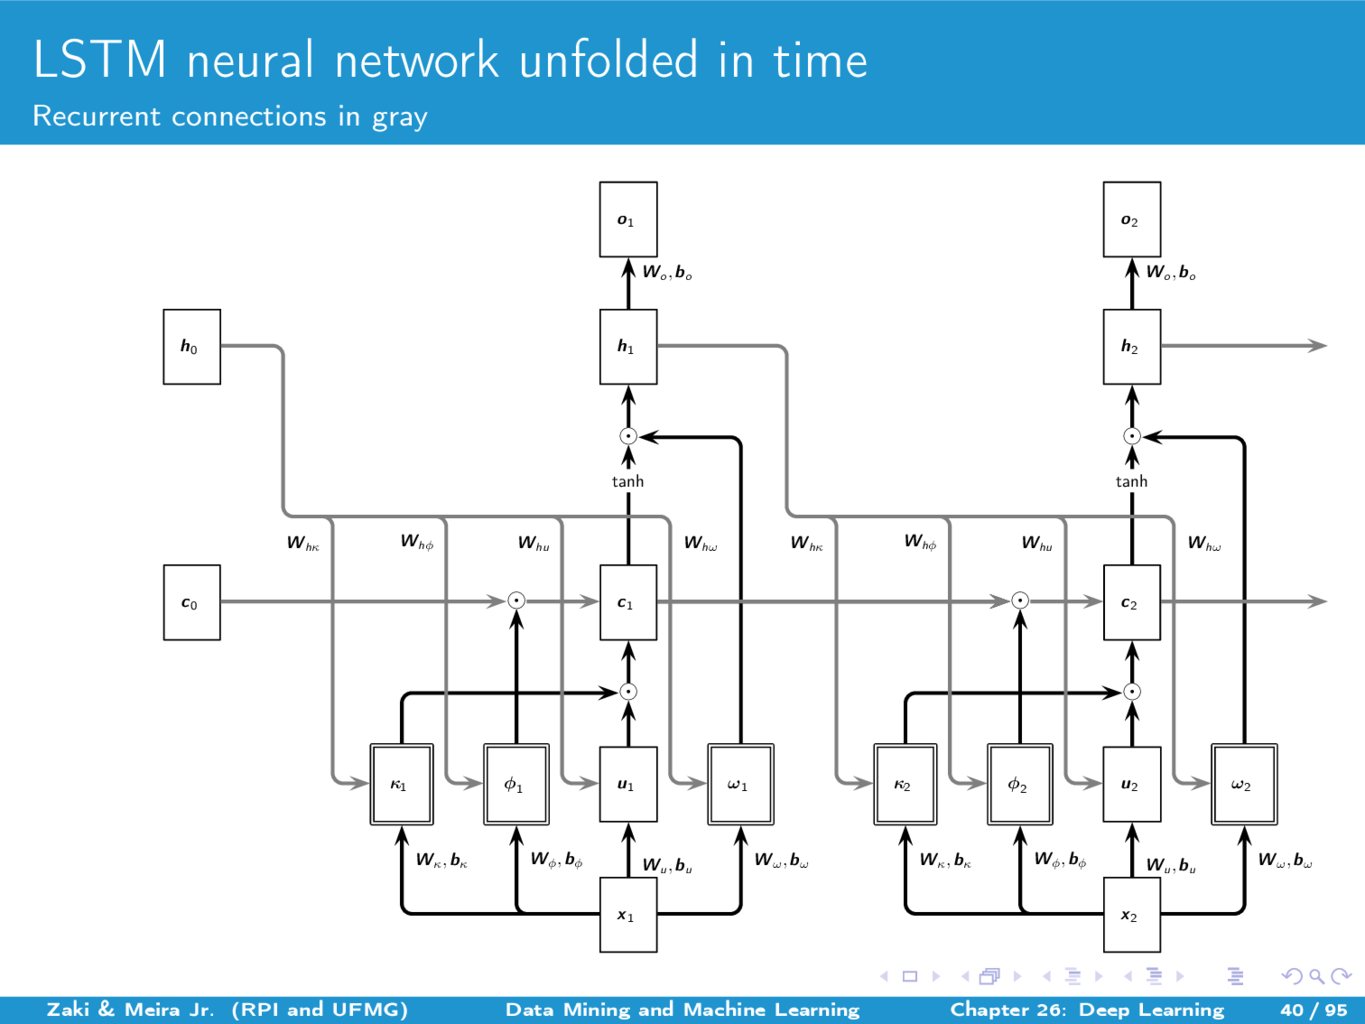 LSTM neural network unfolded in time
Recurrent connections in gray
o1 o2
Wo, bo Wo, bo
h0 h1 h2
tanh tanh
Whκ Whϕ Whu Whω Whκ Whϕ Whu Whω
c0 c1 c2
κ1 ϕ1 u1 ω1 κ2 ϕ2 u2 ω2
Wκ, bκ Wϕ, bϕ Wu, bu Wω, bω Wκ, bκ Wϕ, bϕ Wu, bu Wω, bω
x1 x2
Zaki & Meira Jr. (RPI and UFMG) Data Mining and Machine Learning Chapter 26: Deep Learning 40 / 95